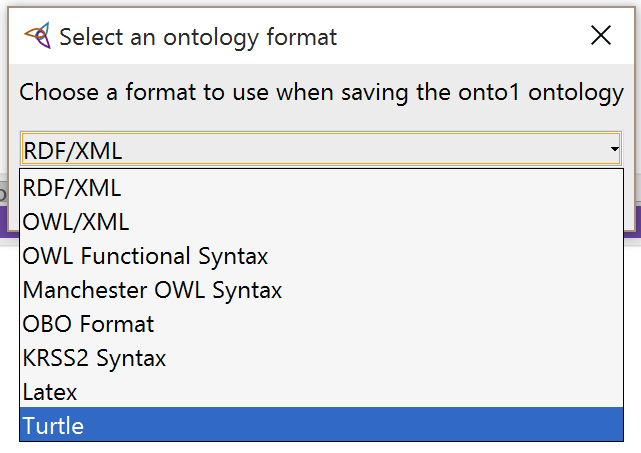 Select an ontology format
Choose a format to use when saving the onto1 ontology
RDF/XML
RDF/XML
OWL/XML
OWL Functional Syntax
Manchester OWL Syntax
OBO Format
KRSS2 Syntax
Latex
Turtle